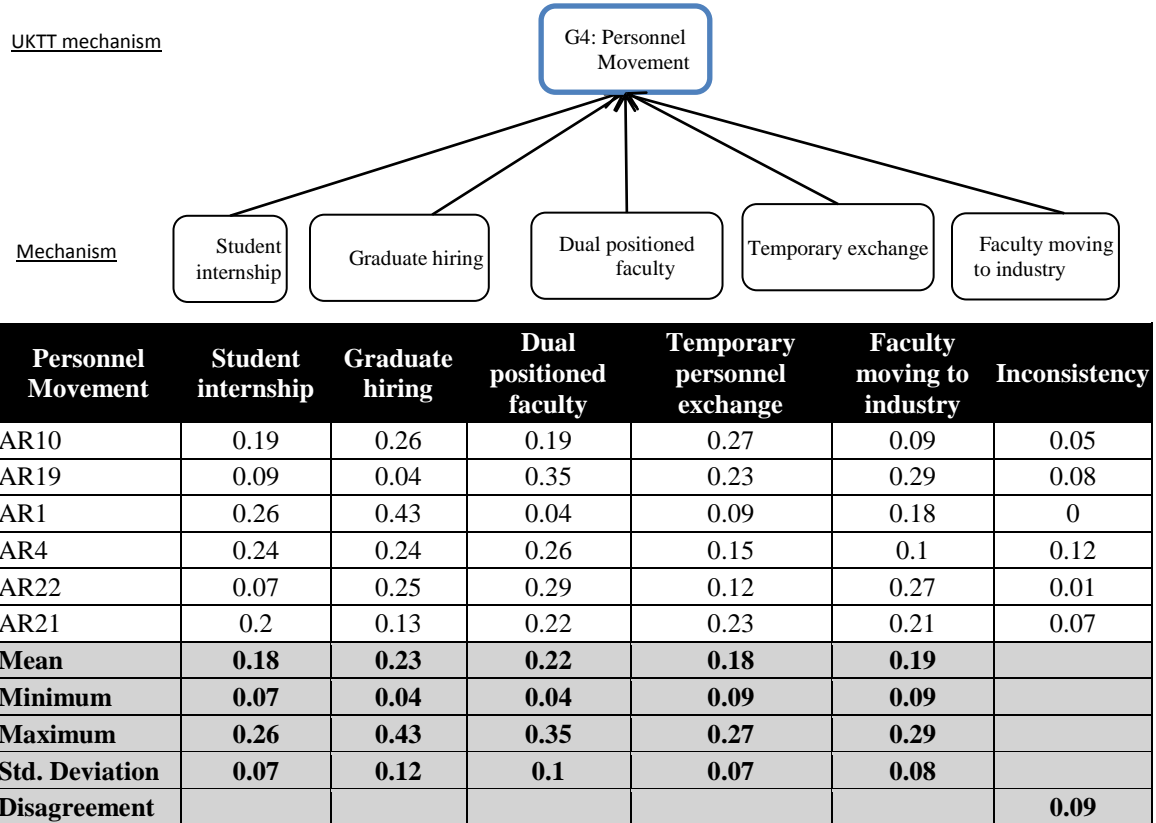 UKTT mechanism
G4: Personnel
Movement
Mechanism
Student
internship
Graduate hiring
Dual positioned
faculty
Temporary exchange
Faculty moving
to industry
Personnel Movement Student internship Graduate hiring Dual positioned faculty Temporary personnel exchange Faculty moving to industry Inconsistency
AR10 0.19 0.26 0.19 0.27 0.09 0.05
AR19 0.09 0.04 0.35 0.23 0.29 0.08
AR1 0.26 0.43 0.04 0.09 0.18 0
AR4 0.24 0.24 0.26 0.15 0.1 0.12
AR22 0.07 0.25 0.29 0.12 0.27 0.01
AR21 0.2 0.13 0.22 0.23 0.21 0.07
Mean 0.18 0.23 0.22 0.18 0.19
Minimum 0.07 0.04 0.04 0.09 0.09
Maximum 0.26 0.43 0.35 0.27 0.29
Std. Deviation 0.07 0.12 0.1 0.07 0.08
Disagreement 0.09